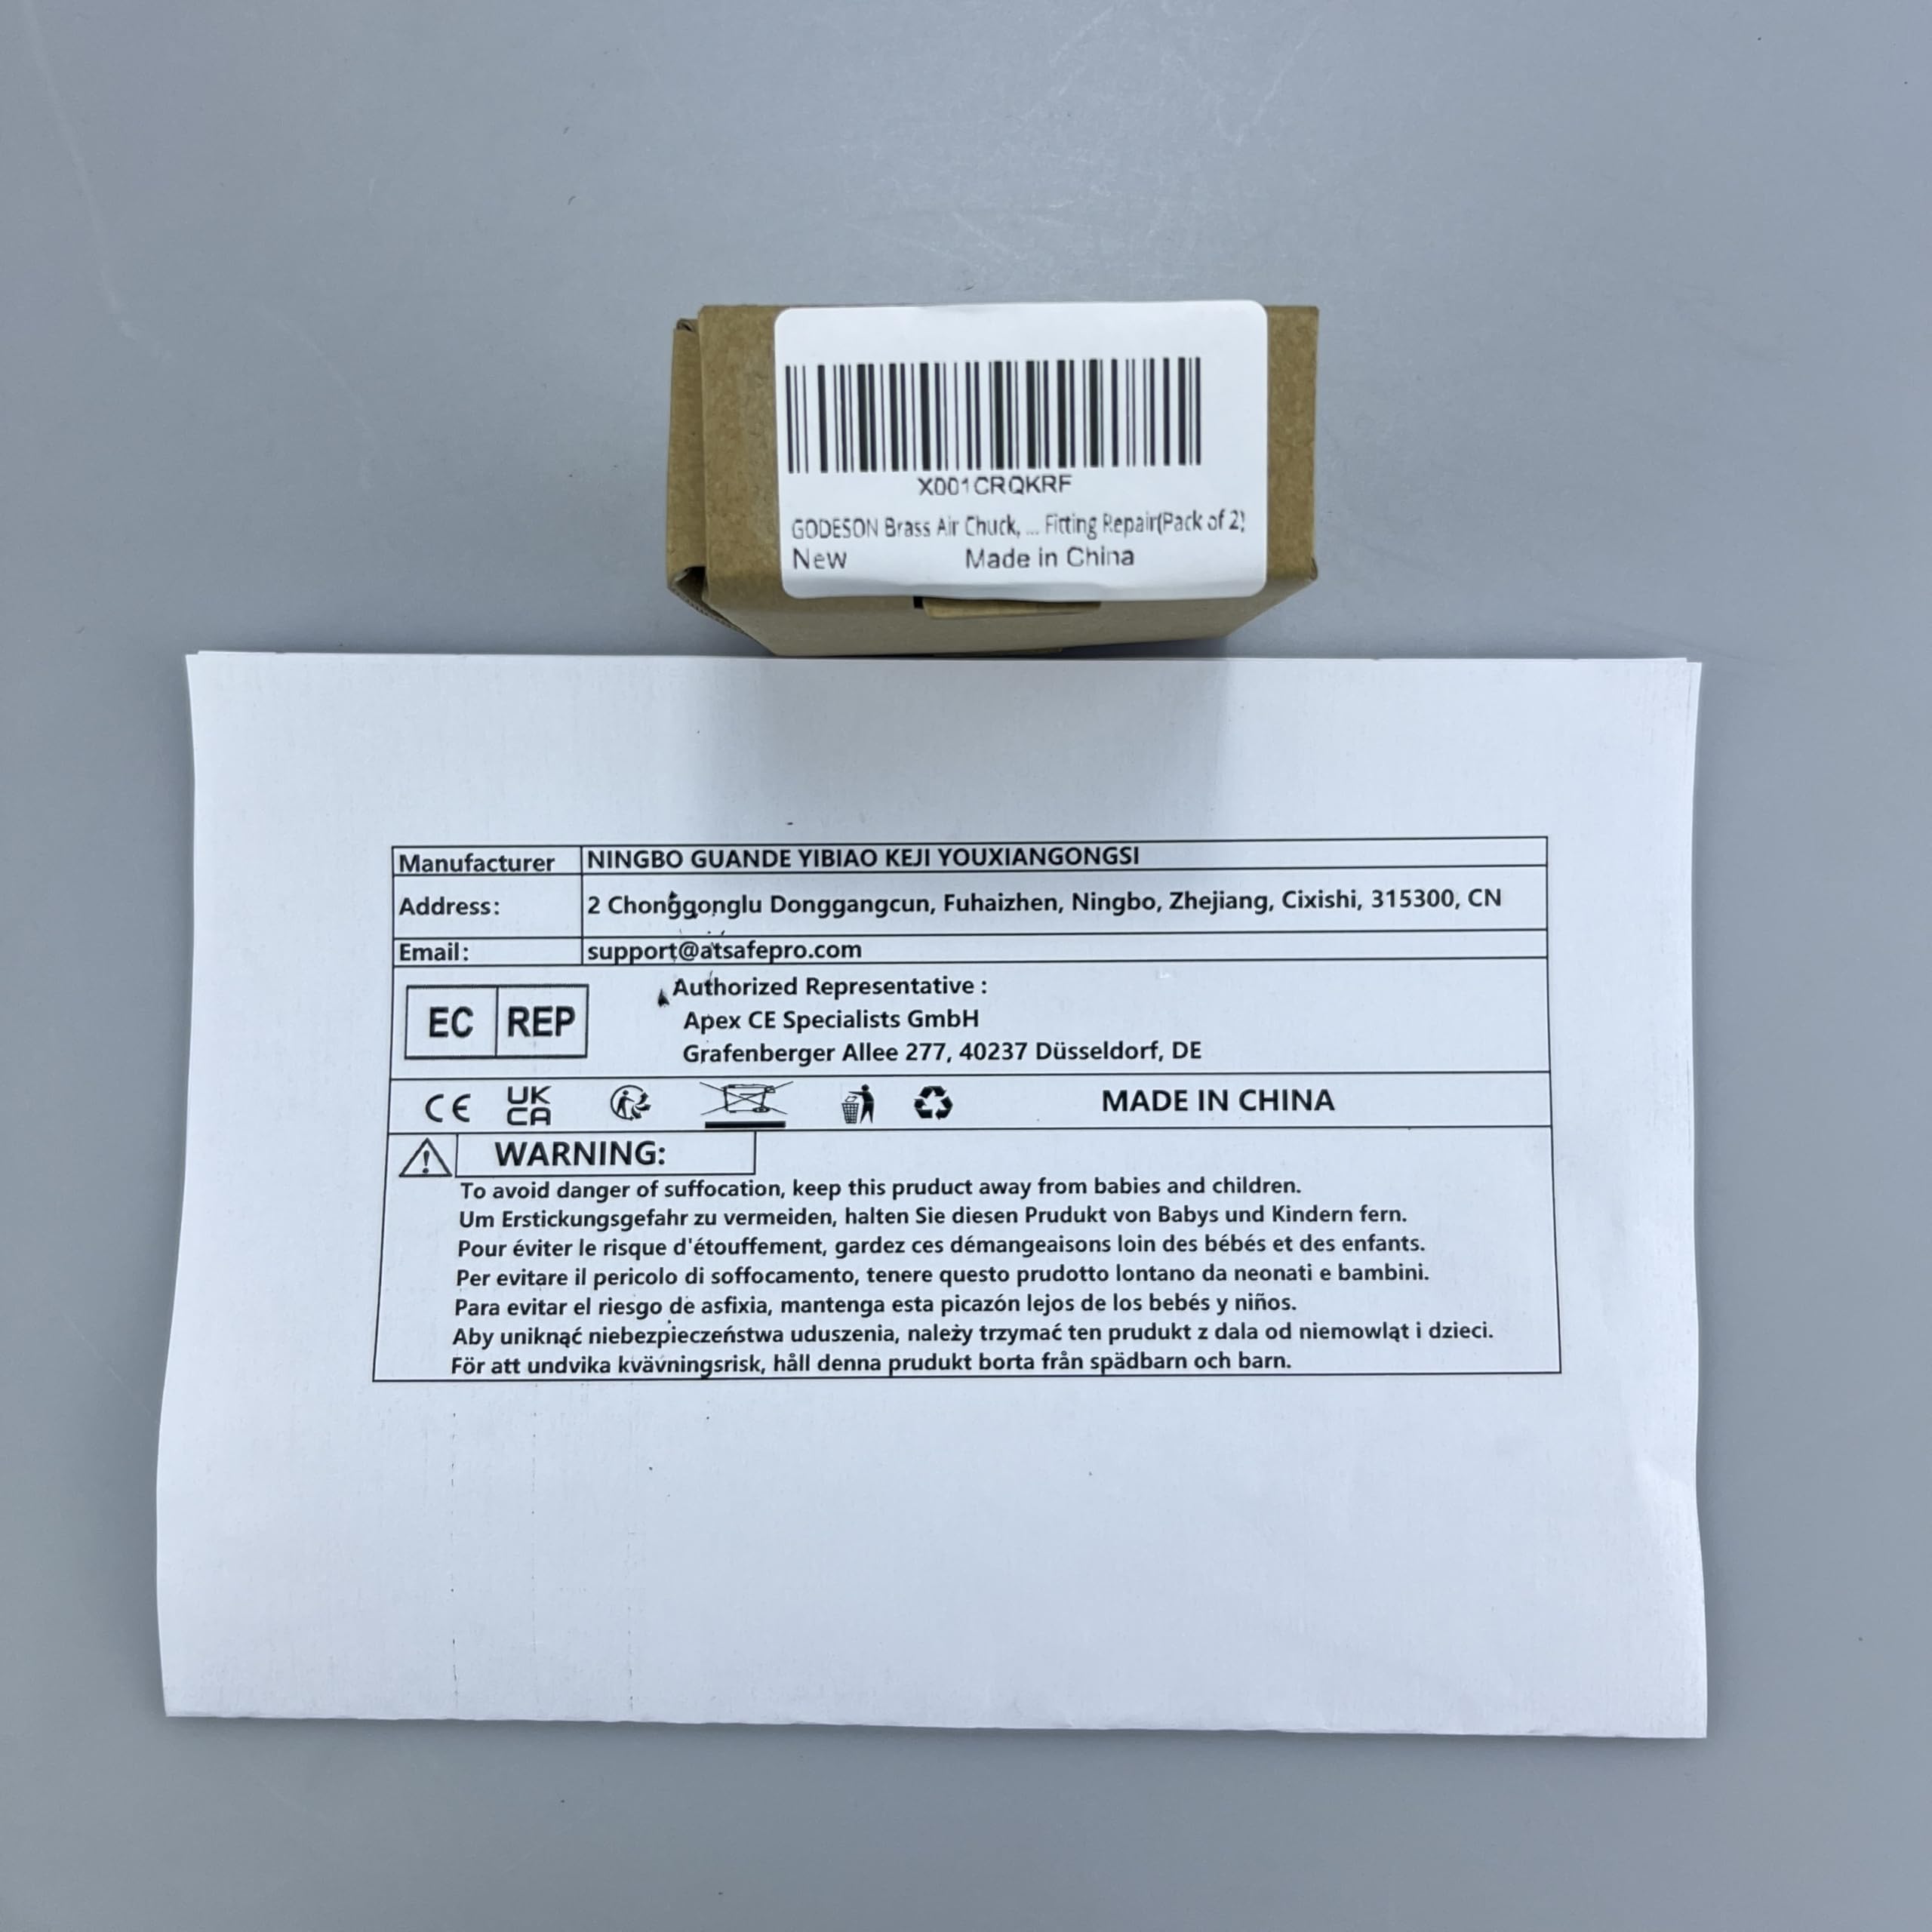 X001CRQKRF
GODESON Brass Air Chuck, ... Fitting Repair(Pack of 2)
New Made in China
Manufacturer NINGBO GUANDE YIBIAO KEJI YOUXIANGONGSI
Address: 2 Chonggonglu Donggangcun, Fuhaizhen, Ningbo, Zhejiang, Cixishi, 315300, CN
Email: support@atsafepro.com
Authorized Representative :
EC REP Apex CE Specialists GmbH
Grafenberger Allee 277, 40237 Düsseldorf, DE
CE UK CA MADE IN CHINA
WARNING:
To avoid danger of suffocation, keep this pruduct away from babies and children.
Um Erstickungsgefahr zu vermeiden, halten Sie diesen Prudukt von Babys und Kindern fern.
Pour éviter le risque d'étouffement, gardez ces démangeaisons loin des bébés et des enfants.
Per evitare il pericolo di soffocamento, tenere questo prudotto lontano da neonati e bambini.
Para evitar el riesgo de asfixia, mantenga esta picazón lejos de los bebés y niños.
Aby uniknąć niebezpieczeństwa uduszenia, należy trzymać ten prudukt z dala od niemowląt i dzieci.
För att undvika kvävningsrisk, håll denna prudukt borta från spädbarn och barn.